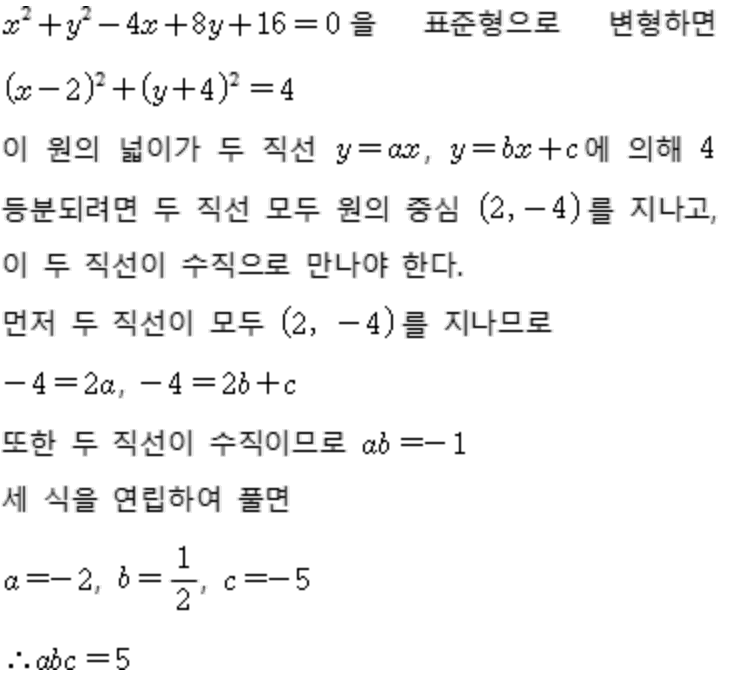 x² + y² − 4x + 8y + 16 = 0 을 표준형으로 변형하면
(x − 2)² + (y + 4)² = 4
이 원의 넓이가 두 직선 y = ax, y = bx + c에 의해 4
등분되려면 두 직선 모두 원의 중심 (2, −4)를 지나고,
이 두 직선이 수직으로 만나야 한다.
먼저 두 직선이 모두 (2, −4)를 지나므로
−4 = 2a, −4 = 2b + c
또한 두 직선이 수직이므로 ab = −1
세 식을 연립하여 풀면
a = −2, b = 1/2, c = −5
∴ abc = 5